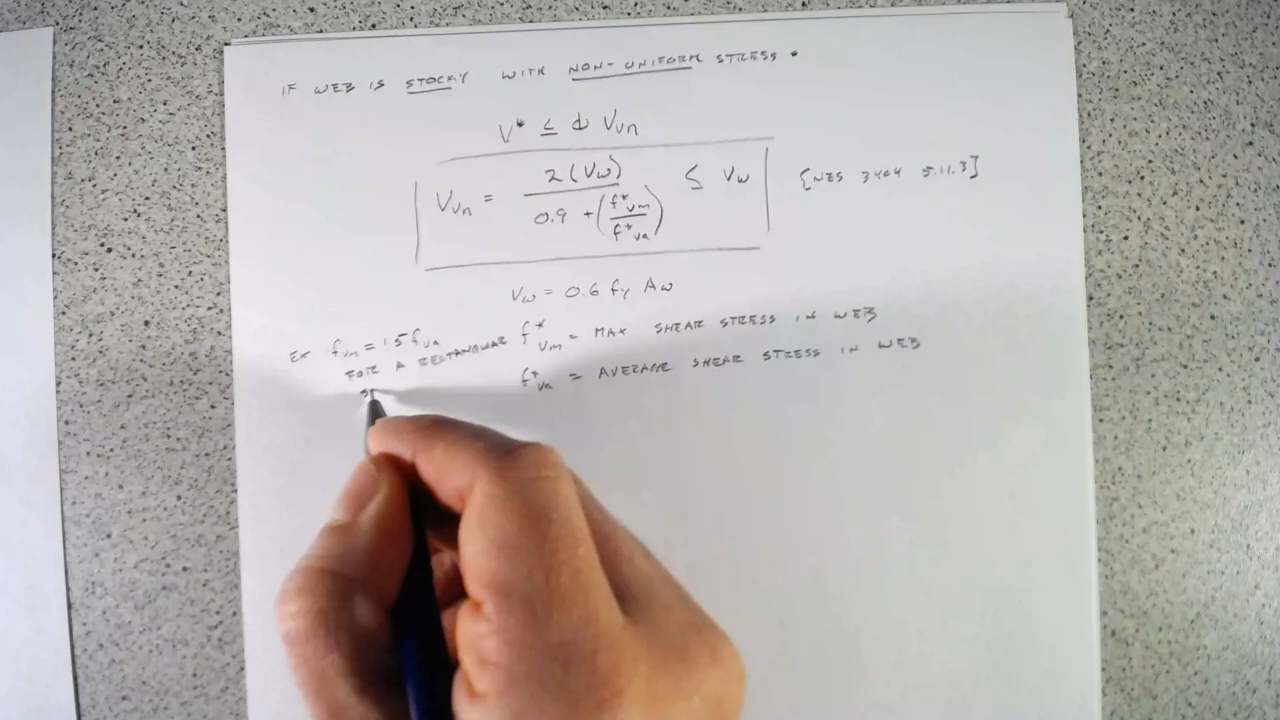 IF WEB IS STOCKY WITH NON-UNIFORM STRESS.
V* ≤ ϕ Vvn
Vvn = 2(Vw) / (0.9 + (f*vm / f*va)) ≤ Vw [NZS 3404 5.11.3]
Vw = 0.6 fy Aw
f*vm = MAX SHEAR STRESS IN WEB
f*va = AVERAGE SHEAR STRESS IN WEB
EX fvm = 1.5 fva
FOR A RECTANGULAR
S